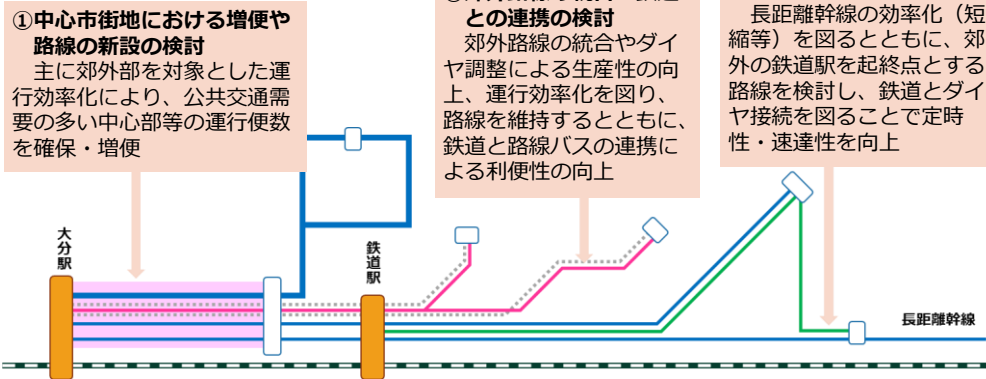 ①中心市街地における増便や
路線の新設の検討
主に郊外部を対象とした運
行効率化により、公共交通需
要の多い中心部等の運行便数
を確保・増便
との連携の検討
郊外路線の統合やダイ
ヤ調整による生産性の向
上、運行効率化を図り、
路線を維持するとともに、
鉄道と路線バスの連携に
よる利便性の向上
長距離幹線の効率化（短
縮等）を図るとともに、郊
外の鉄道駅を起終点とする
路線を検討し、鉄道とダイ
ヤ接続を図ることで定時
性・速達性を向上
大分駅
鉄道駅
長距離幹線